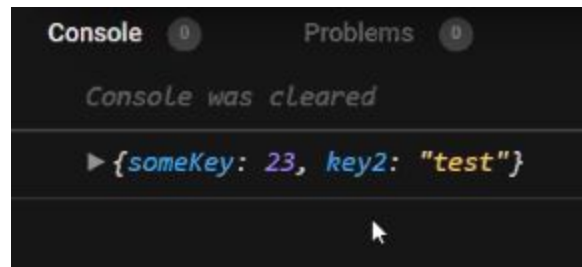 Console 0 Problems 0
Console was cleared
▶ {someKey: 23, key2: "test"}